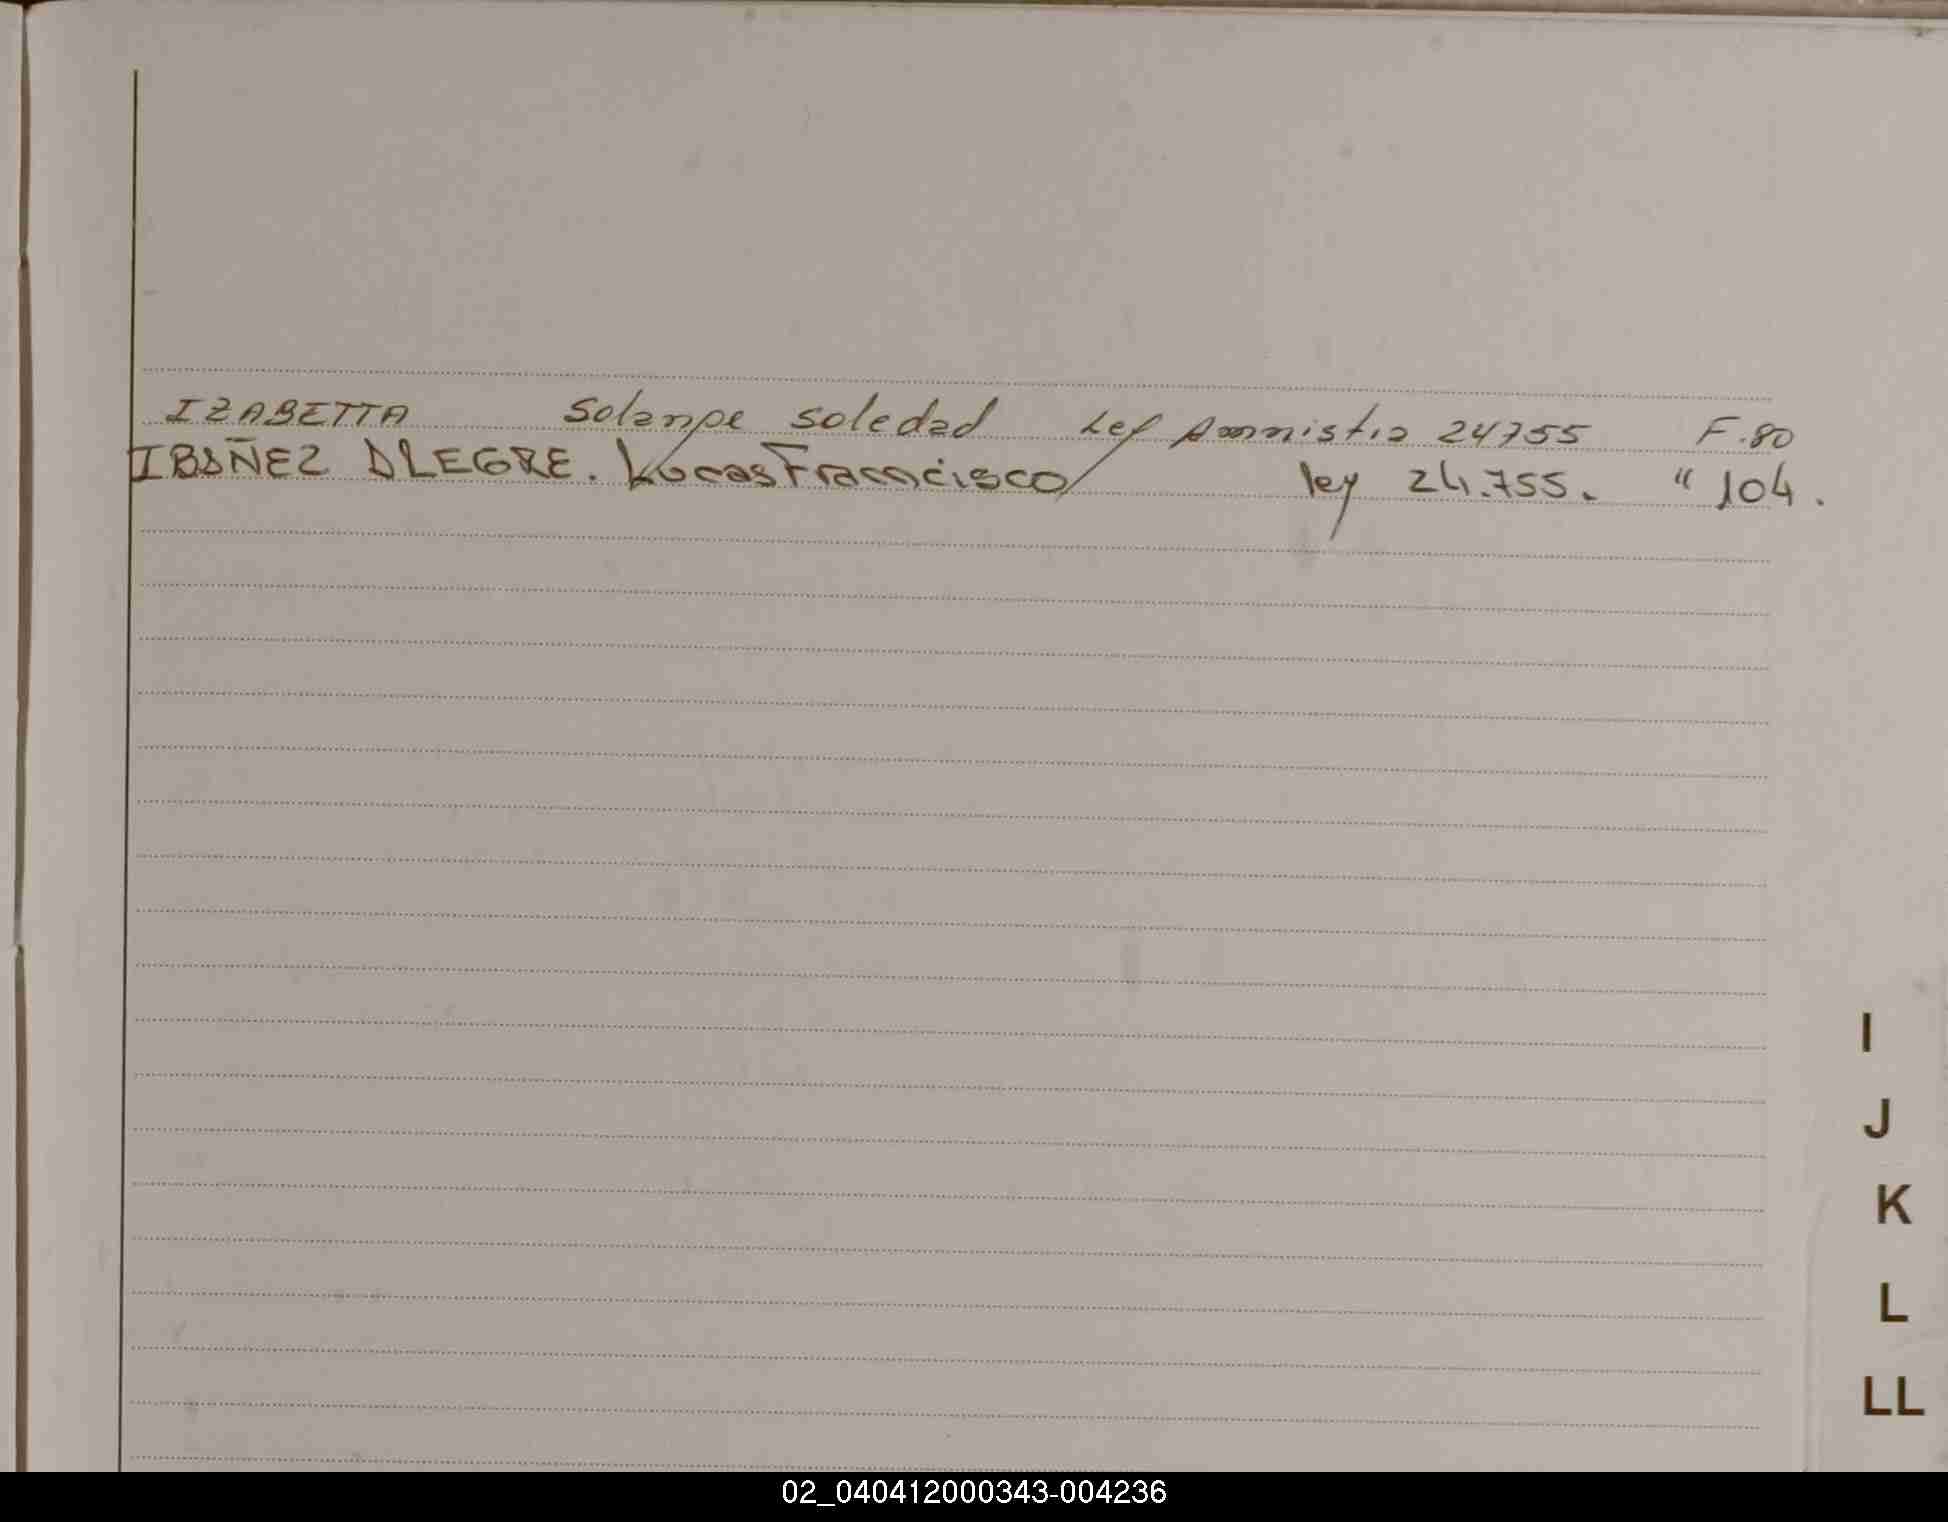 IZABETTA Solange Soledad Ley Amnistia 24755 F.80
IBAÑEZ ALEGRE. Lucas Francisco ley 24.755. " 104.
I
J
K
L
LL
02_040412000343-004236